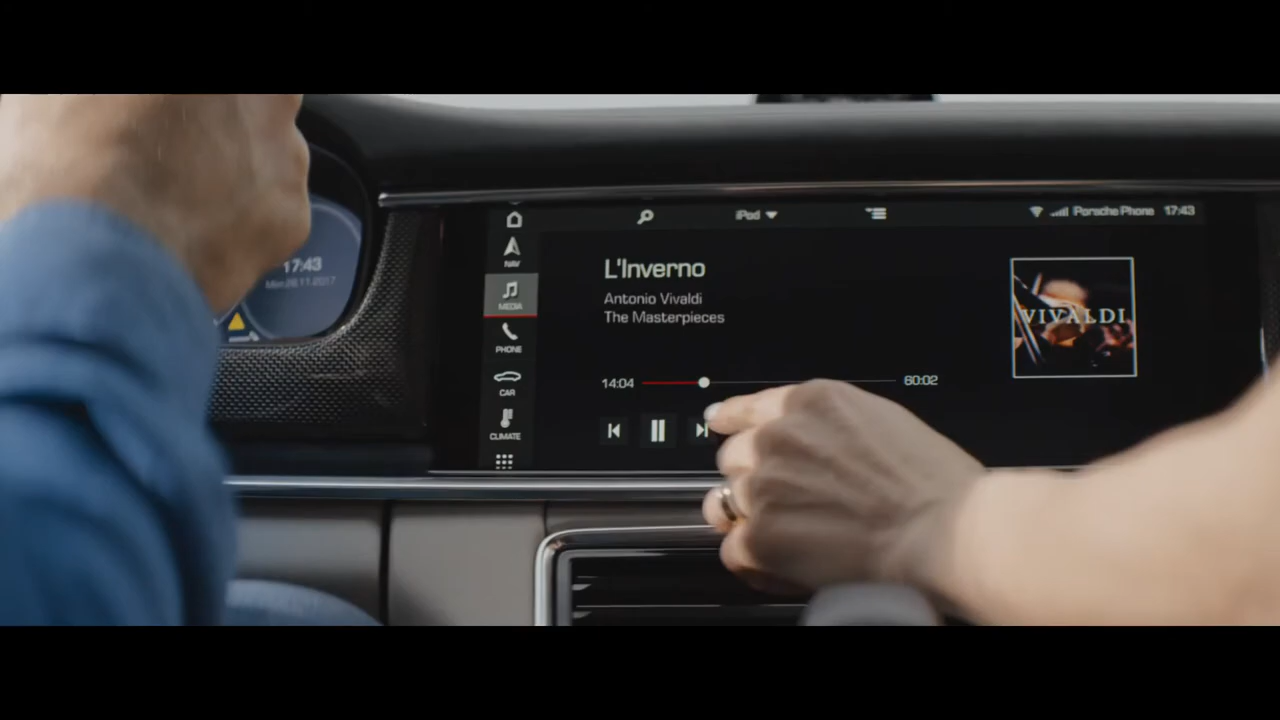 iPod
Porsche Phone 17:43
NAV
MEDIA
PHONE
CAR
CLIMATE
L'Inverno
Antonio Vivaldi
The Masterpieces
14:04
60:02
VIVALDI
17:43